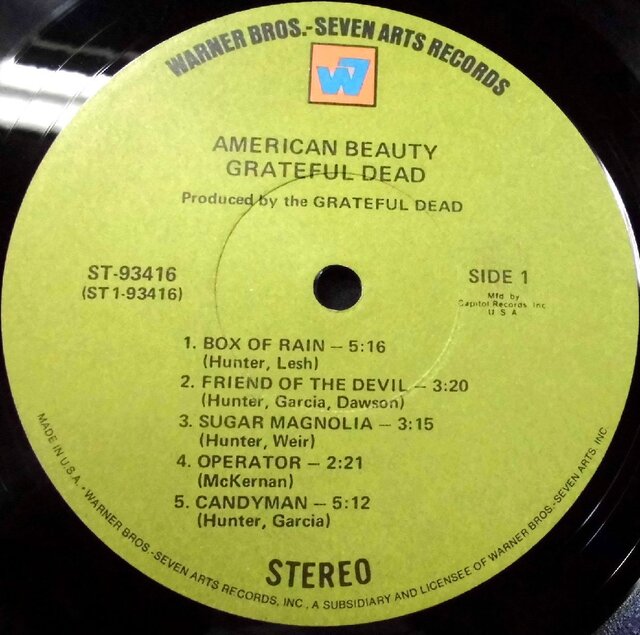 WARNER BROS.-SEVEN ARTS RECORDS
W7
AMERICAN BEAUTY
GRATEFUL DEAD
Produced by the GRATEFUL DEAD
ST-93416
(ST 1-93416)
SIDE 1
Mfd by
Capitol Records, Inc
U S A
1. BOX OF RAIN – 5:16
(Hunter, Lesh)
2. FRIEND OF THE DEVIL – 3:20
(Hunter, Garcia, Dawson)
3. SUGAR MAGNOLIA – 3:15
(Hunter, Weir)
4. OPERATOR – 2:21
(McKernan)
5. CANDYMAN – 5:12
(Hunter, Garcia)
STEREO
MADE IN U.S.A. • WARNER BROS.-SEVEN ARTS RECORDS, INC., A SUBSIDIARY AND LICENSEE OF WARNER BROS.-SEVEN ARTS. INC